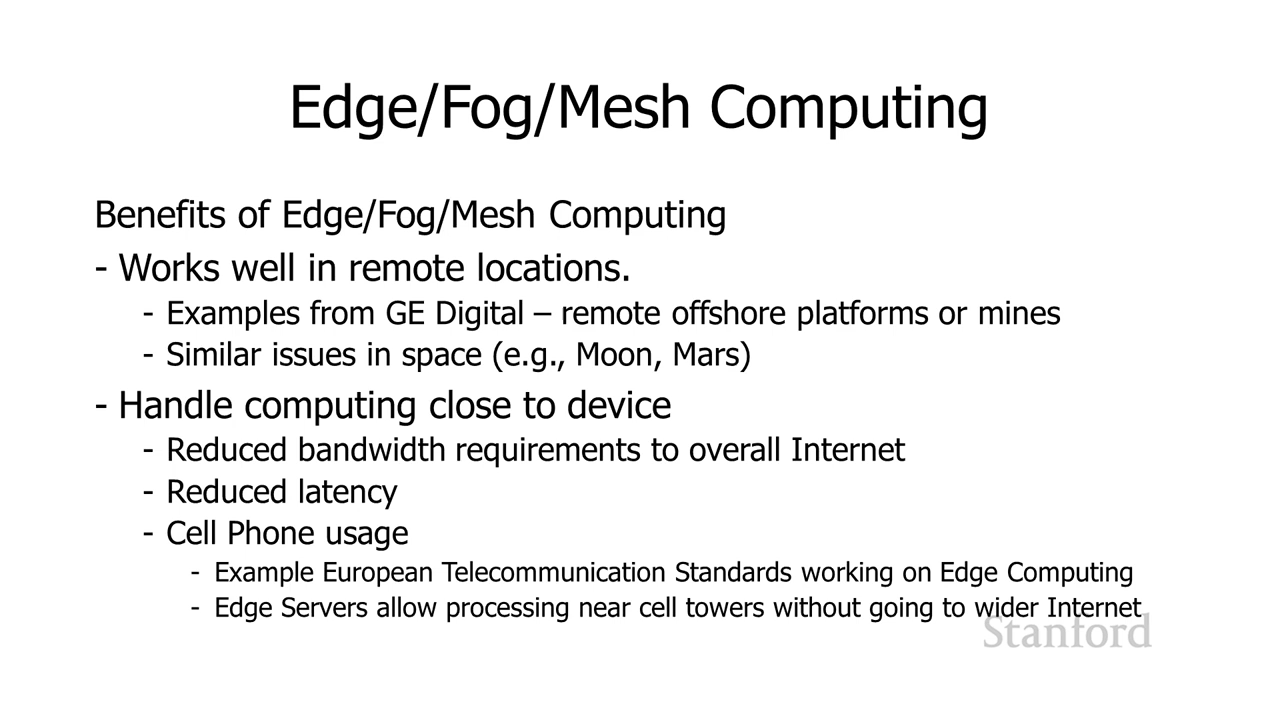 Edge/Fog/Mesh Computing
Benefits of Edge/Fog/Mesh Computing
- Works well in remote locations.
- Examples from GE Digital – remote offshore platforms or mines
- Similar issues in space (e.g., Moon, Mars)
- Handle computing close to device
- Reduced bandwidth requirements to overall Internet
- Reduced latency
- Cell Phone usage
- Example European Telecommunication Standards working on Edge Computing
- Edge Servers allow processing near cell towers without going to wider Internet
Stanford